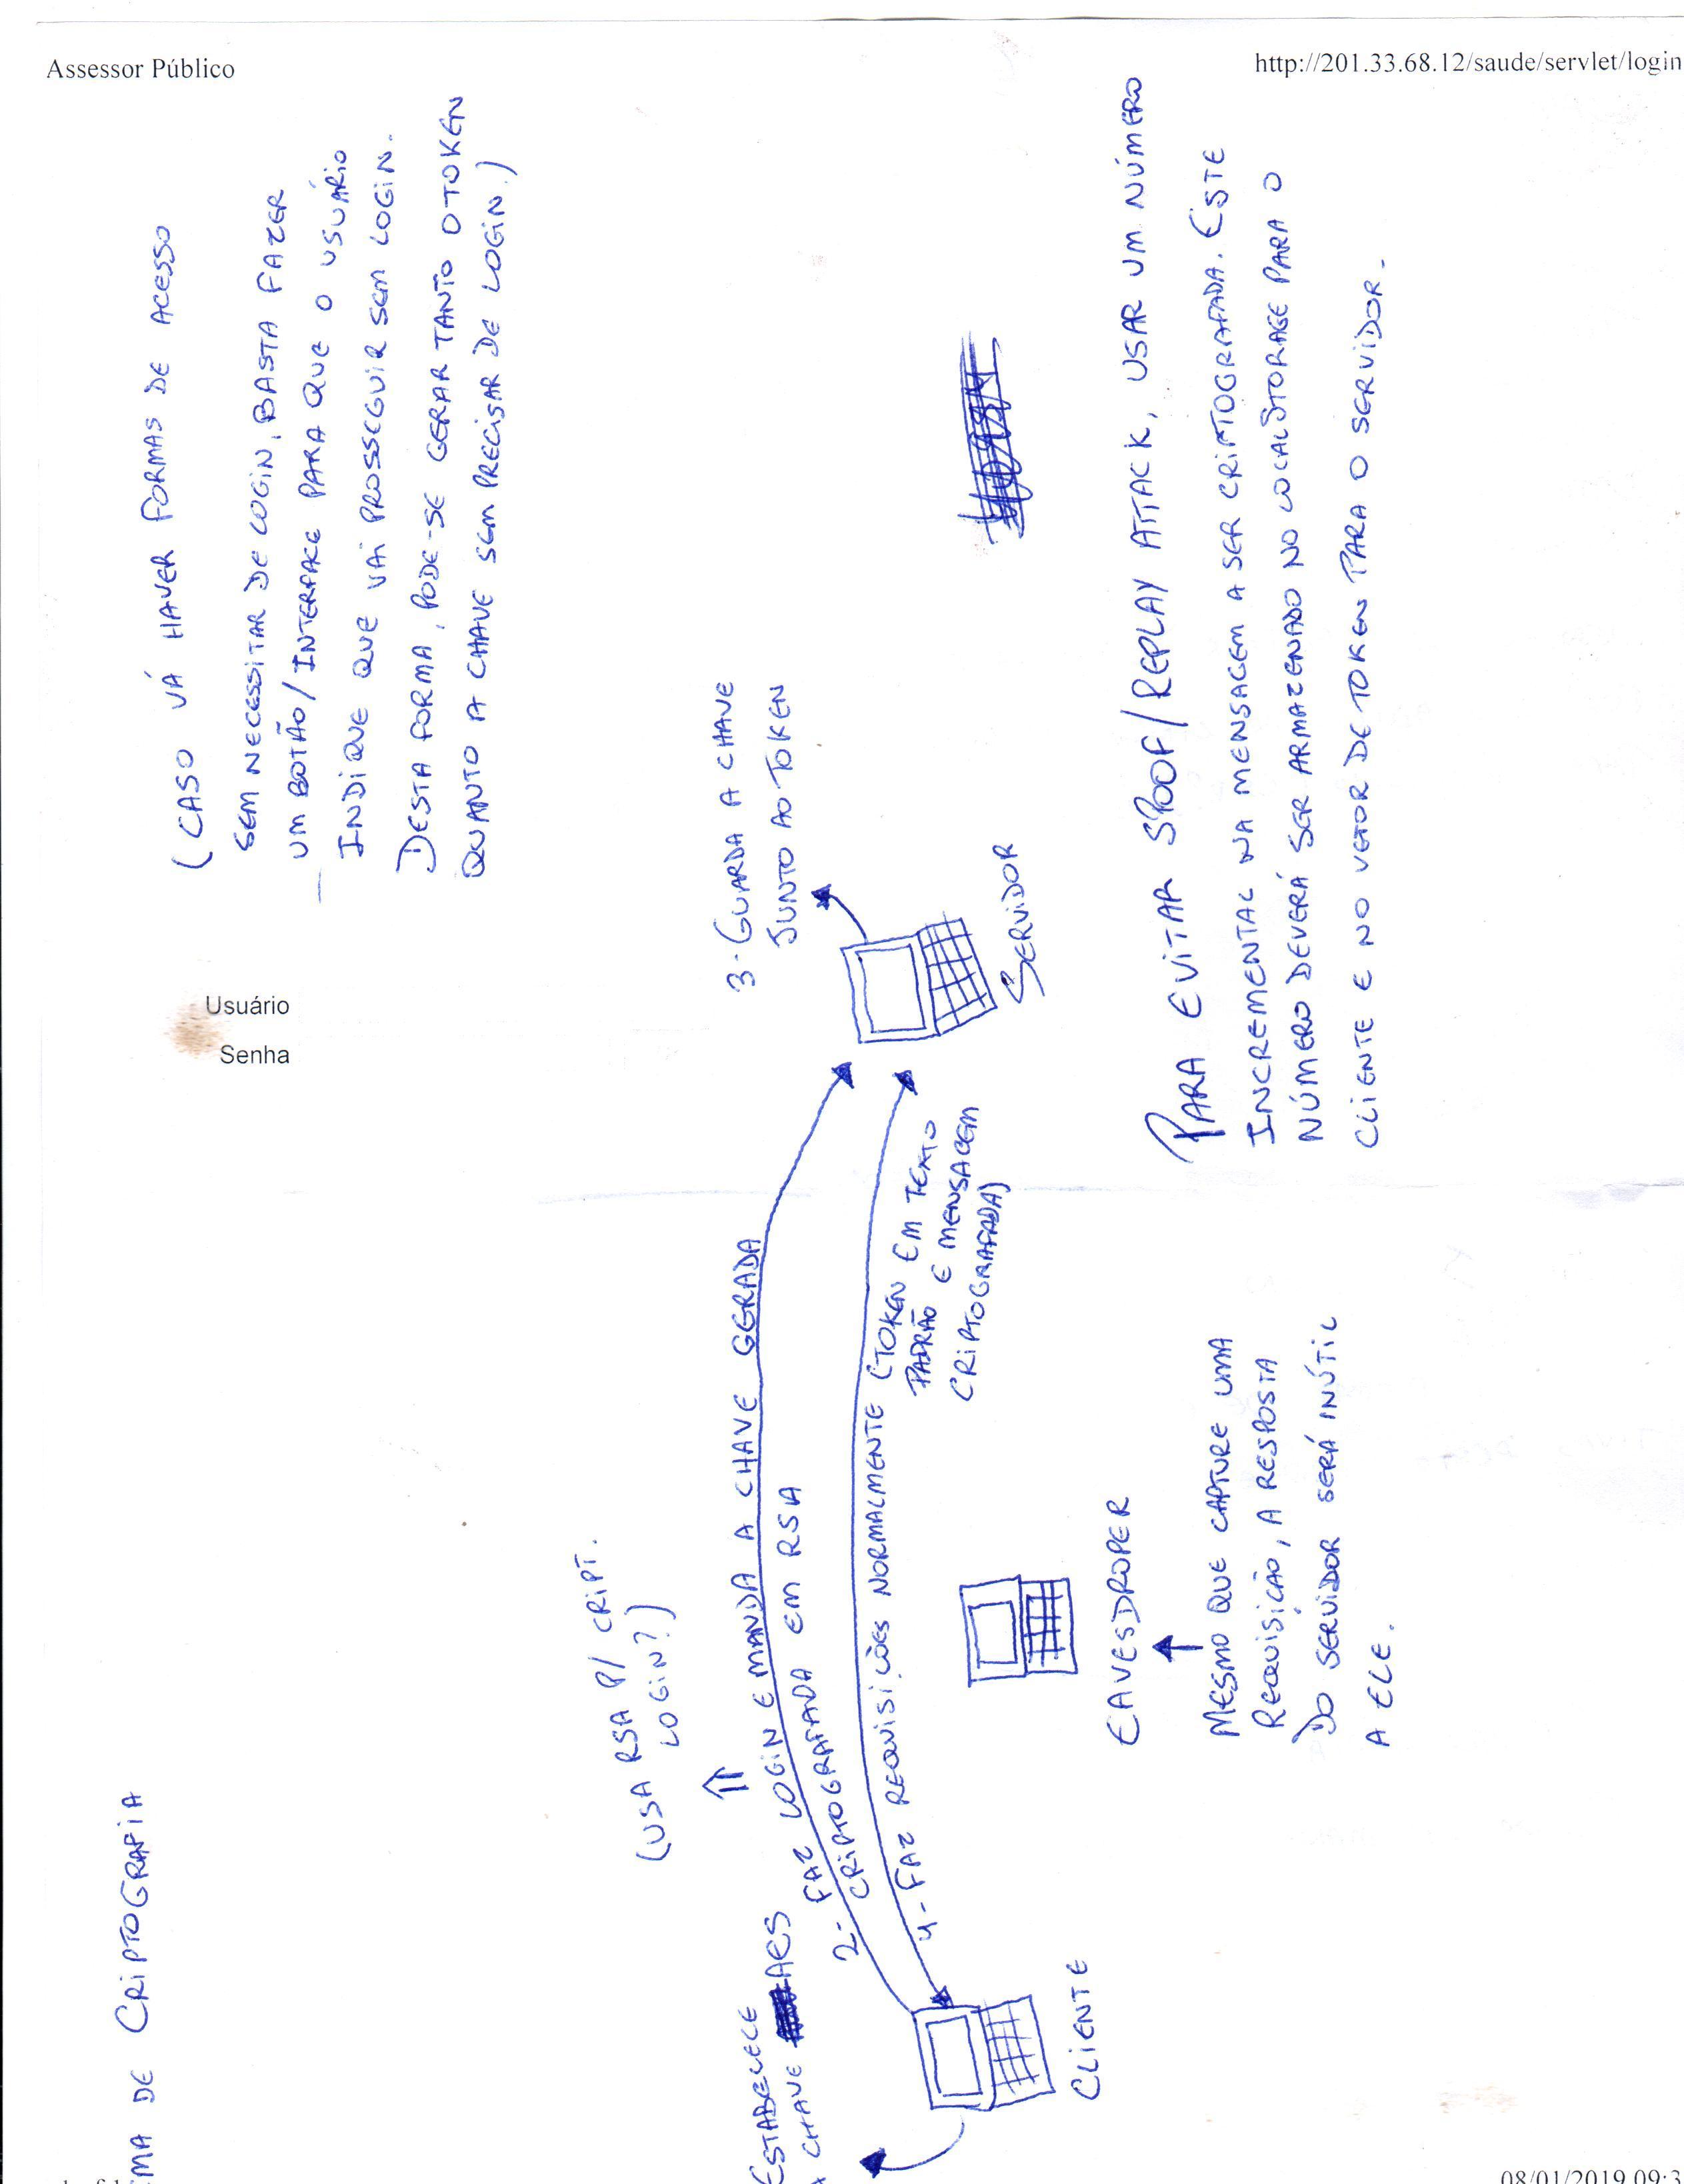 Assessor Público
http://201.33.68.12/saude/servlet/login
Usuário
Senha
08/01/2019 09:3
MA DE CRIPTOGRAFIA
(CASO VÁ HAVER FORMAS DE ACESSO
SEM NECESSITAR DE LOGIN, BASTA FAZER
UM BOTÃO/INTERFACE PARA QUE O USUÁRIO
INDIQUE QUE VAI PROSSEGUIR SEM LOGIN.
DESTA FORMA, PODE-SE GERAR TANTO O TOKEN
QUANTO A CHAVE SEM PRECISAR DE LOGIN.)
(USA RSA P/ CRIPT.
LOGIN?)
⇑
ESTABELECE
A CHAVE AES
2- FAZ LOGIN E MANDA A CHAVE GERADA
CRIPTOGRAFADA EM RSA
3- GUARDA A CHAVE
JUNTO AO TOKEN
4- FAZ REQUISIÇÕES NORMALMENTE (TOKEN EM TEXTO
PADRÃO E MENSAGEM
CRIPTOGRAFADA)
CLIENTE
SERVIDOR
EAVESDROPER
MESMO QUE CAPTURE UMA
REQUISIÇÃO, A RESPOSTA
DO SERVIDOR SERÁ INÚTIL
A ELE.
PARA EVITAR SPOOF/REPLAY ATTACK, USAR UM NÚMERO
INCREMENTAL NA MENSAGEM A SER CRIPTOGRAFADA. ESTE
NÚMERO DEVERÁ SER ARMAZENADO NO LOCALSTORAGE PARA O
CLIENTE E NO VETOR DE TOKEN PARA O SERVIDOR.